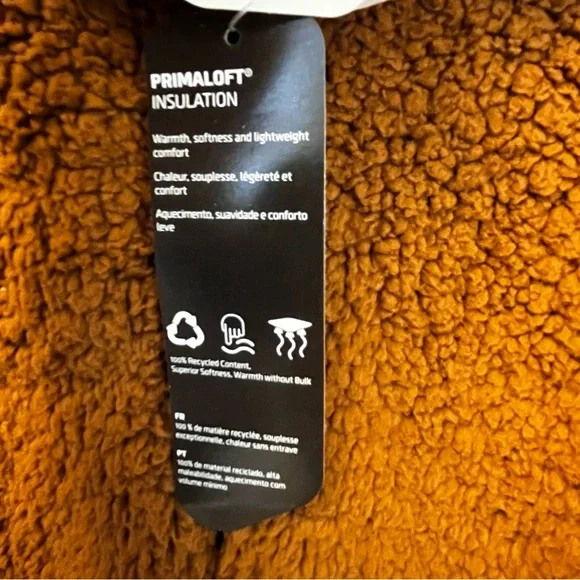 PRIMALOFT®
INSULATION
Warmth, softness and lightweight
comfort
Chaleur, souplesse, légèreté et
confort
Aquecimento, suavidade e conforto
leve
100% Recycled Content,
Superior Softness, Warmth without Bulk
FR
100 % de matière recyclée, souplesse
exceptionnelle, chaleur sans entrave
PT
100% de material reciclado, alta
maleabilidade, aquecimento com
volume mínimo